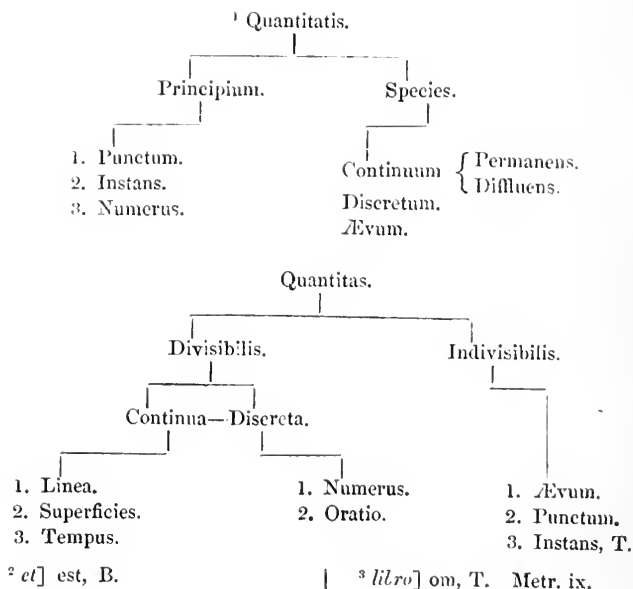 ¹ Quantitatis.
Principium. Species.
1. Punctum.
2. Instans.
3. Numerus.
Continuum { Permanens.
Diffluens.
Discretum.
Ævum.
Quantitas.
Divisibilis. Indivisibilis.
Continua—Discreta.
1. Linea.
2. Superficies.
3. Tempus.
1. Numerus.
2. Oratio.
1. Ævum.
2. Punctum.
3. Instans, T.
² et] est, B. | ³ libro] om, T. Metr. ix.